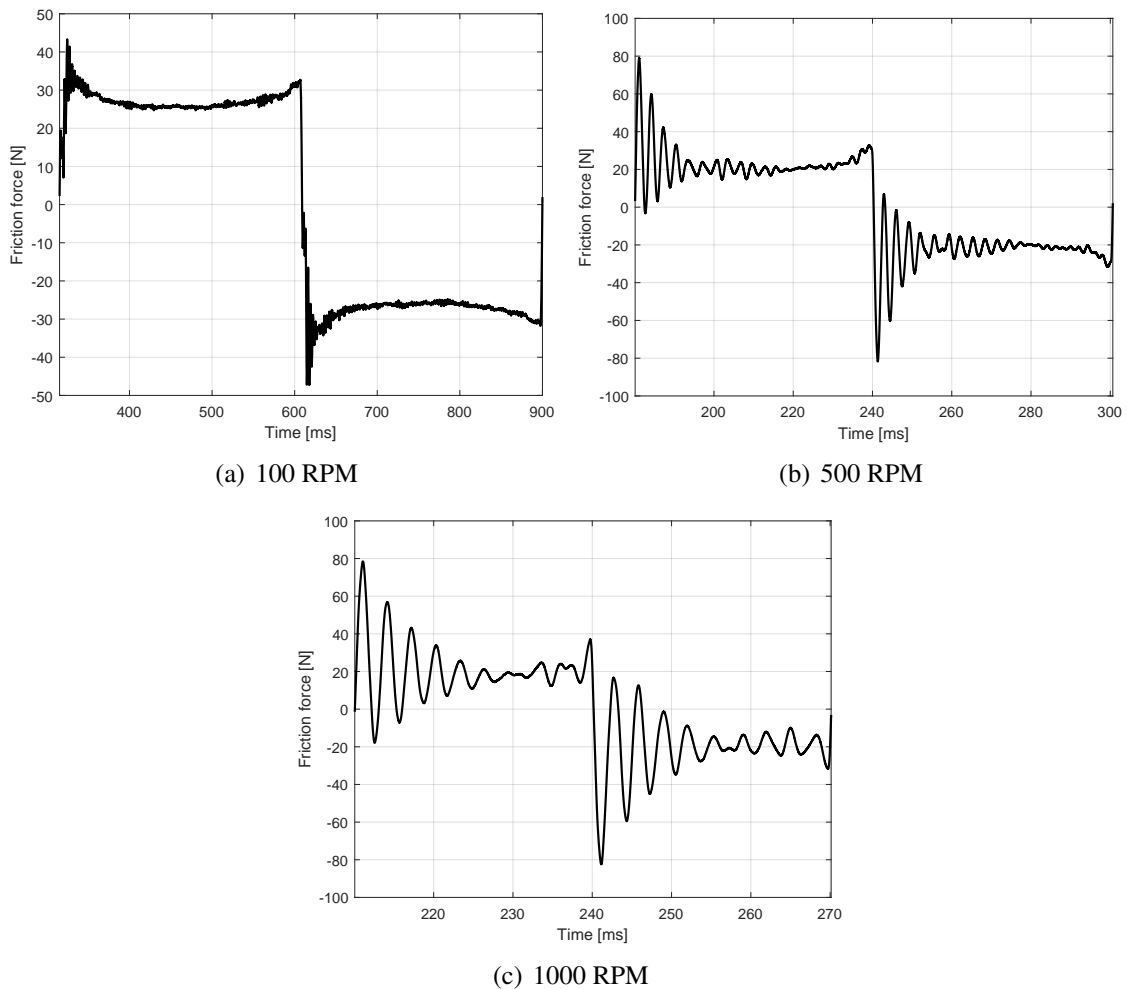 50
40
30
20
10
0
-10
-20
-30
-40
-50
Friction force [N]
400 500 600 700 800 900
Time [ms]
(a) 100 RPM
100
80
60
40
20
0
-20
-40
-60
-80
-100
Friction force [N]
200 220 240 260 280 300
Time [ms]
(b) 500 RPM
100
80
60
40
20
0
-20
-40
-60
-80
-100
Friction force [N]
220 230 240 250 260 270
Time [ms]
(c) 1000 RPM